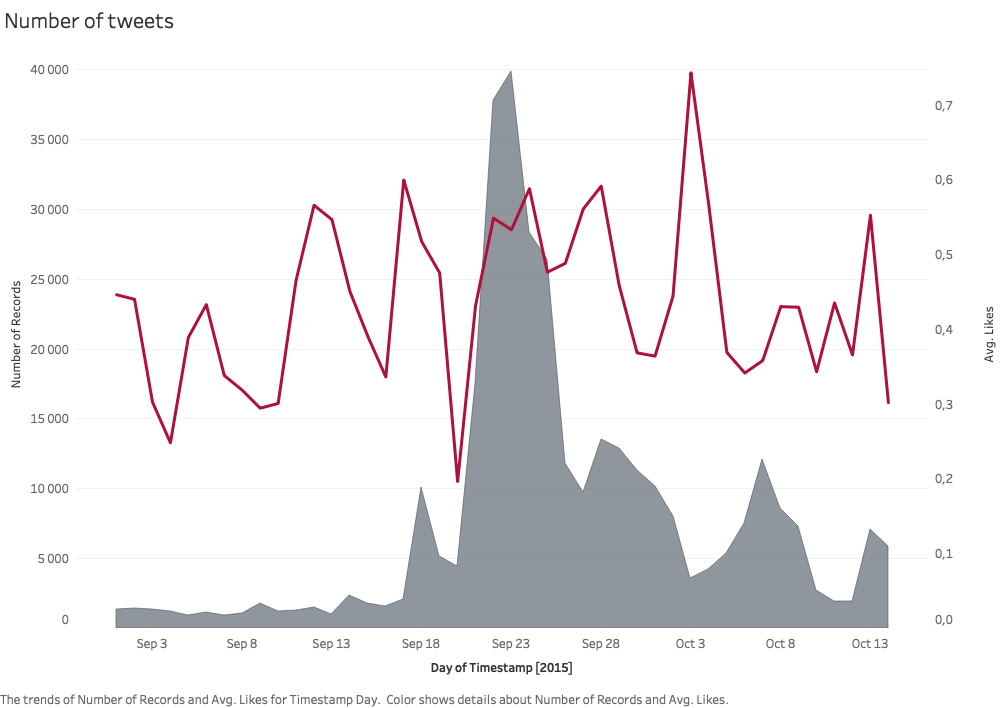 Number of tweets
40 000
35 000
30 000
25 000
20 000
15 000
10 000
5 000
0
Number of Records
0,7
0,6
0,5
0,4
0,3
0,2
0,1
0,0
Avg. Likes
Sep 3 Sep 8 Sep 13 Sep 18 Sep 23 Sep 28 Oct 3 Oct 8 Oct 13
Day of Timestamp [2015]
The trends of Number of Records and Avg. Likes for Timestamp Day.  Color shows details about Number of Records and Avg. Likes.